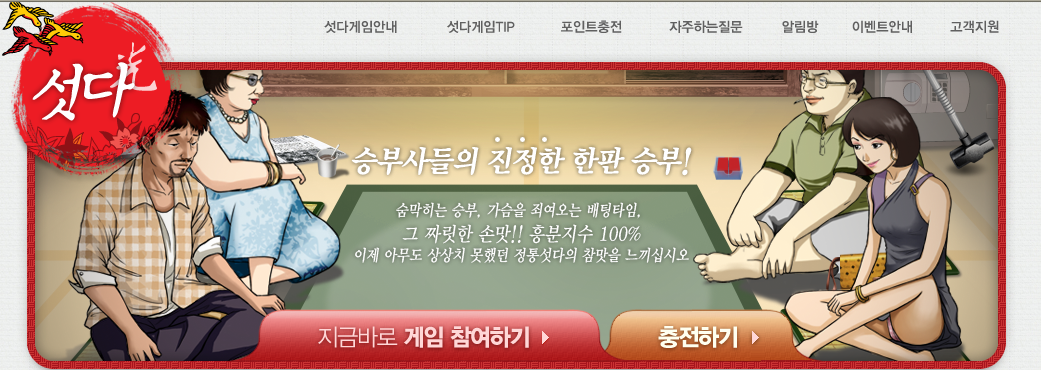 섯다게임안내 섯다게임TIP 포인트충전 자주하는질문 알림방 이벤트안내 고객지원
섯다
승부사들의 진정한 한판 승부!
숨막히는 승부, 가슴을 죄여오는 배팅타임,
그 짜릿한 손맛!! 흥분지수 100%
이제 아무도 상상치 못했던 정통섯다의 참맛을 느끼십시오
지금바로 게임 참여하기
충전하기